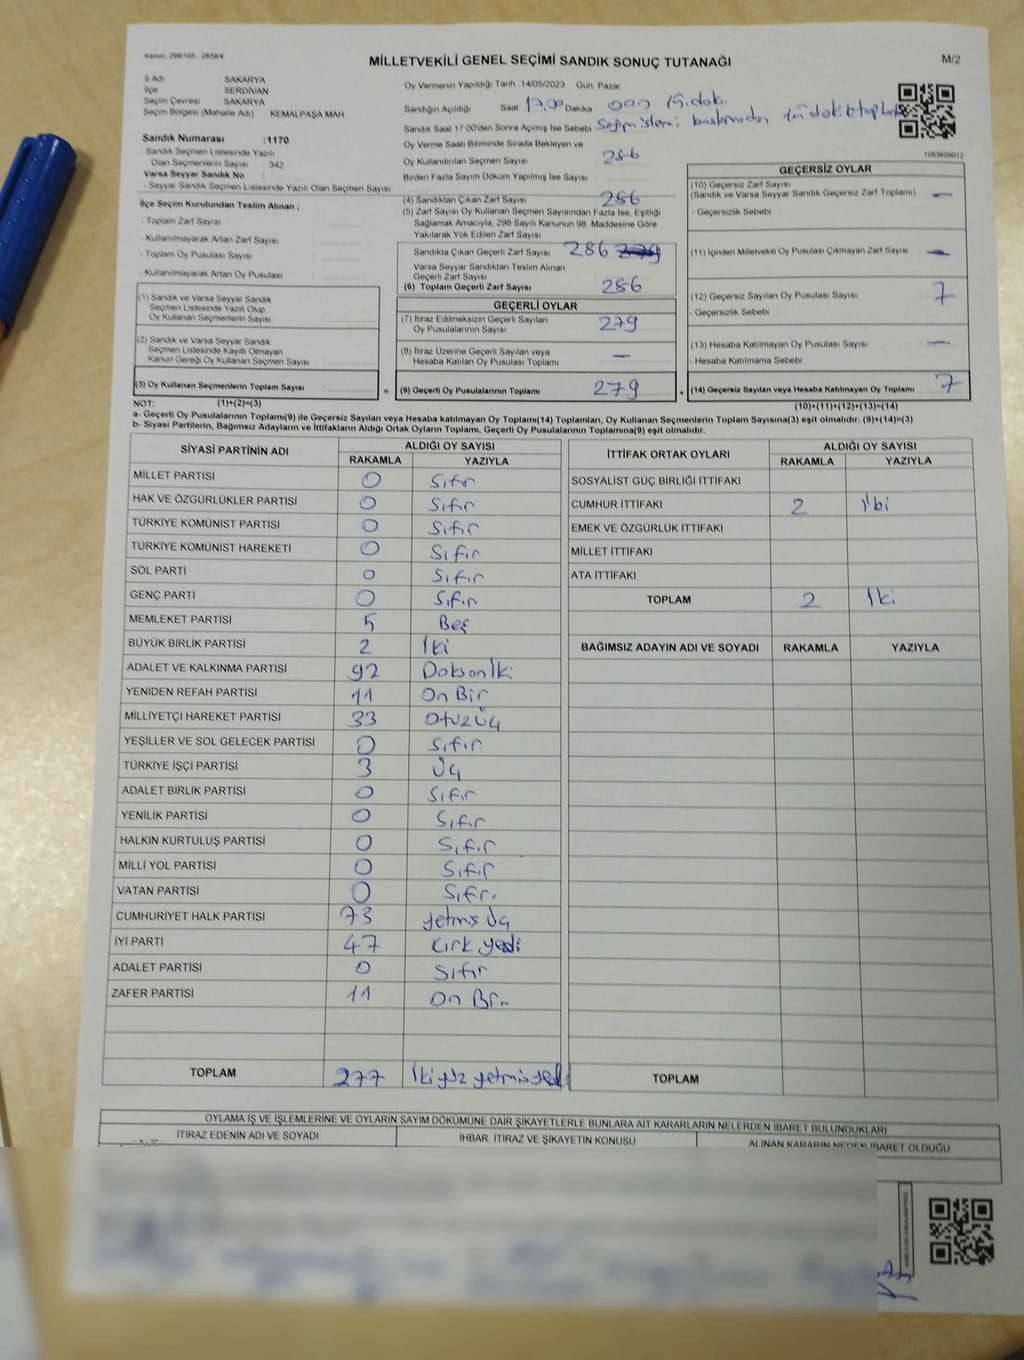 Kanun, 298/105 , 2839/4
MİLLETVEKİLİ GENEL SEÇİMİ SANDIK SONUÇ TUTANAĞI
M/2
İl Adı : SAKARYA
İlçe : SERDİVAN
Seçim Çevresi : SAKARYA
Seçim Bölgesi (Mahalle Adı) : KEMALPAŞA MAH.
Oy Vermenin Yapıldığı Tarih :14/05/2023 Gün: Pazar
Sandığın Açıldığı Saat 17.00 Dakika
Sandık Saat 17:00'den Sonra Açımış İse Sebebi
Sandık Numarası :1170
- Sandık Seçmen Listesinde Yazılı
Olan Seçmenlerin Sayısı : 342
Varsa Seyyar Sandık No :
- Seyyar Sandık Seçmen Listesinde Yazılı Olan Seçmen Sayısı:
Oy Verme Saati Bitiminde Sırada Bekleyen ve
Oy Kullandırılan Seçmen Sayısı 286
Birden Fazla Sayım Döküm Yapılmış İse Sayısı
1083609012
İlçe Seçim Kurulundan Teslim Alınan ;
- Toplam Zarf Sayısı
- Kullanılmayarak Artan Zarf Sayısı
- Toplam Oy Pusulası Sayısı
- Kullanılmayarak Artan Oy Pusulası
(1) Sandık ve Varsa Seyyar Sandık
Seçmen Listesinde Yazılı Olup
Oy Kullanan Seçmenlerin Sayısı
(2) Sandık ve Varsa Seyyar Sandık
Seçmen Listesinde Kayıtlı Olmayan
Kanun Gereği Oy Kullanan Seçmen Sayısı
(3) Oy Kullanan Seçmenlerin Toplam Sayısı =
(4) Sandıktan Çıkan Zarf Sayısı 286
(5) Zarf Sayısı Oy Kullanan Seçmen Sayısından Fazla İse, Eşitliği
Sağlamak Amacıyla; 298 Sayılı Kanunun 98. Maddesine Göre
Yakılarak Yok Edilen Zarf Sayısı
Sandıkta Çıkan Geçerli Zarf Sayısı 286
Varsa Seyyar Sandıktan Teslim Alınan
Geçerli Zarf Sayısı
(6) Toplam Geçerli Zarf Sayısı 286
GEÇERLİ OYLAR
(7) İtiraz Edilmeksizin Geçerli Sayılan
Oy Pusulalarının Sayısı 279
(8) İtiraz Üzerine Geçerli Sayılan veya
Hesaba Katılan Oy Pusulası Toplamı —
(9) Geçerli Oy Pusulalarının Toplamı 279 +
GEÇERSİZ OYLAR
(10) Geçersiz Zarf Sayısı
(Sandık ve Varsa Seyyar Sandık Geçersiz Zarf Toplamı) —
- Geçersizlik Sebebi :
(11) İçinden Milletvekili Oy Pusulası Çıkmayan Zarf Sayısı —
(12) Geçersiz Sayılan Oy Pusulası Sayısı 7
- Geçersizlik Sebebi :
(13) Hesaba Katılmayan Oy Pusulası Sayısı —
- Hesaba Katılmama Sebebi :
(14) Geçersiz Sayılan veya Hesaba Katılmayan Oy Toplamı 7
NOT: (1)+(2)=(3) (10)+(11)+(12)+(13)=(14)
a- Geçerli Oy Pusulalarının Toplamı(9) ile Geçersiz Sayılan veya Hesaba katılmayan Oy Toplamı(14) Toplamları, Oy Kullanan Seçmenlerin Toplam Sayısına(3) eşit olmalıdır. (9)+(14)=(3)
b- Siyasi Partilerin, Bağımsız Adayların ve İttifakların Aldığı Ortak Oyların Toplamı, Geçerli Oy Pusulalarının Toplamına(9) eşit olmalıdır.
SİYASİ PARTİNİN ADI ALDIĞI OY SAYISI
RAKAMLA YAZIYLA
MİLLET PARTİSİ 0 Sıfır
HAK VE ÖZGÜRLÜKLER PARTİSİ 0 Sıfır
TÜRKİYE KOMÜNİST PARTİSİ 0 Sıfır
TÜRKİYE KOMÜNİST HAREKETİ 0 Sıfır
SOL PARTİ 0 Sıfır
GENÇ PARTİ 0 Sıfır
MEMLEKET PARTİSİ 5 Beş
BÜYÜK BİRLİK PARTİSİ 2 İki
ADALET VE KALKINMA PARTİSİ 92 Doksan İki
YENİDEN REFAH PARTİSİ 11 On Bir
MİLLİYETÇİ HAREKET PARTİSİ 33 Otuz Üç
YEŞİLLER VE SOL GELECEK PARTİSİ 0 Sıfır
TÜRKİYE İŞÇİ PARTİSİ 3 Üç
ADALET BİRLİK PARTİSİ 0 Sıfır
YENİLİK PARTİSİ 0 Sıfır
HALKIN KURTULUŞ PARTİSİ 0 Sıfır
MİLLİ YOL PARTİSİ 0 Sıfır
VATAN PARTİSİ 0 Sıfır
CUMHURİYET HALK PARTİSİ 73 Yetmiş Üç
İYİ PARTİ 47 Kırk yedi
ADALET PARTİSİ 0 Sıfır
ZAFER PARTİSİ 11 On Bir
TOPLAM 277 İki yüz yetmiş yedi
İTTİFAK ORTAK OYLARI ALDIĞI OY SAYISI
RAKAMLA YAZIYLA
SOSYALİST GÜÇ BİRLİĞİ İTTİFAKI
CUMHUR İTTİFAKI 2 İki
EMEK VE ÖZGÜRLÜK İTTİFAKI
MİLLET İTTİFAKI
ATA İTTİFAKI
TOPLAM 2 İki
BAĞIMSIZ ADAYIN ADI VE SOYADI RAKAMLA YAZIYLA
TOPLAM
OYLAMA İŞ VE İŞLEMLERİNE VE OYLARIN SAYIM DÖKÜMÜNE DAİR ŞİKAYETLERLE BUNLARA AİT KARARLARIN NELERDEN İBARET BULUNDUKLARI
İTİRAZ EDENİN ADI VE SOYADI İHBAR, İTİRAZ VE ŞİKAYETİN KONUSU ALINAN KARARIN NEDEN İBARET OLDUĞU